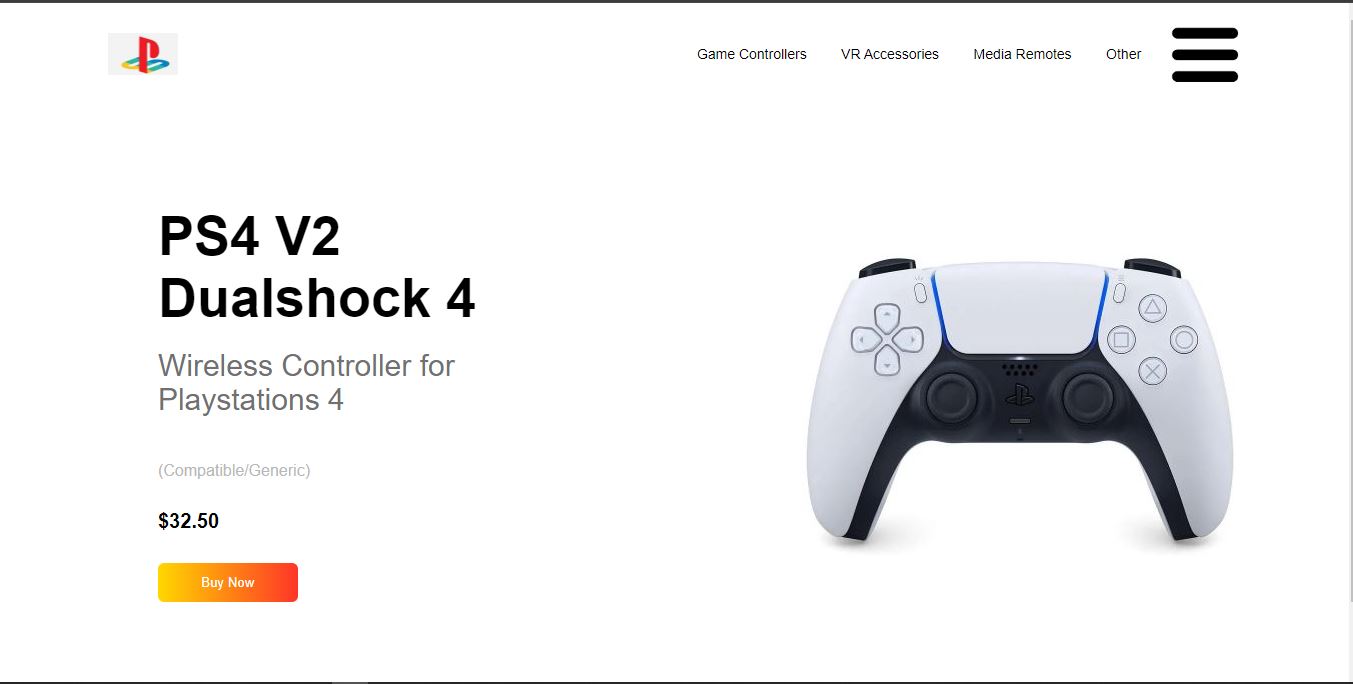 Game Controllers
VR Accessories
Media Remotes
Other
PS4 V2
Dualshock 4
Wireless Controller for
Playstations 4
(Compatible/Generic)
$32.50
Buy Now